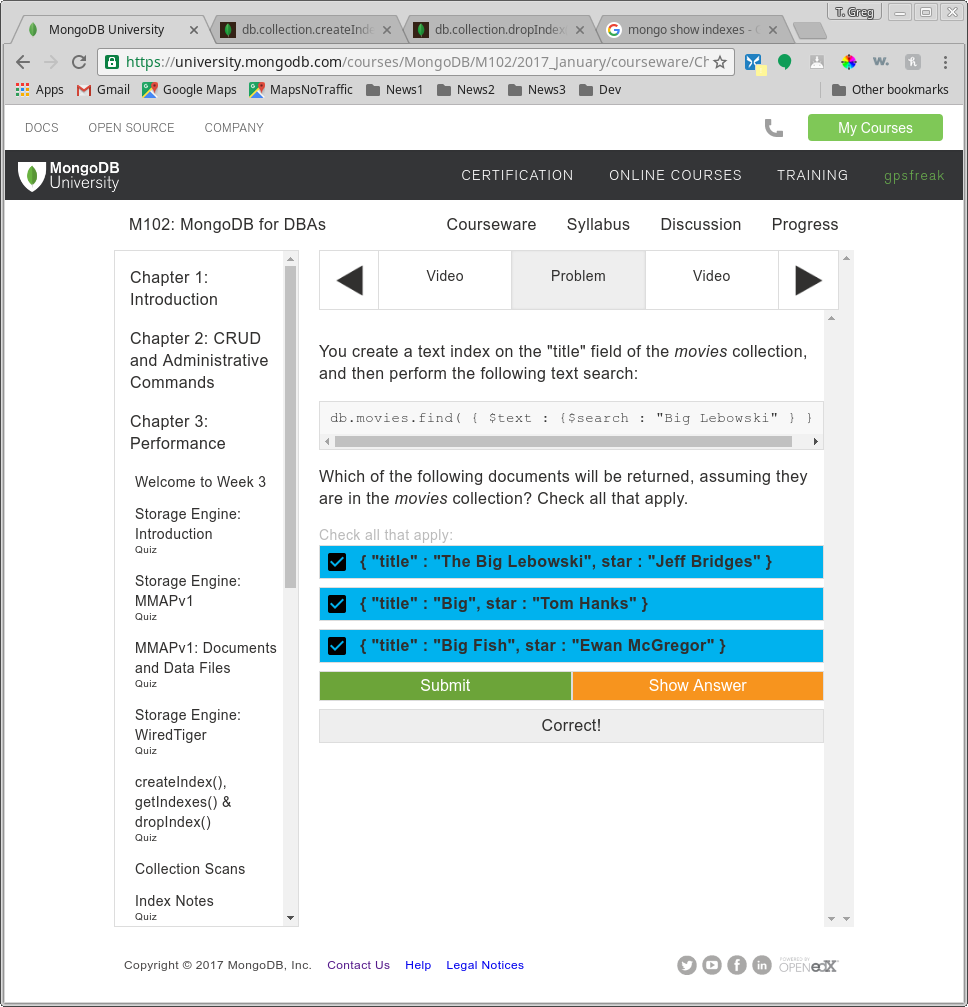 T. Greg
MongoDB University
db.collection.createInde
db.collection.dropIndex(
mongo show indexes - G
https://university.mongodb.com/courses/MongoDB/M102/2017_January/courseware/Ch
Apps
Gmail
Google Maps
MapsNoTraffic
News1
News2
News3
Dev
Other bookmarks
DOCS
OPEN SOURCE
COMPANY
My Courses
MongoDB
University
CERTIFICATION
ONLINE COURSES
TRAINING
gpsfreak
M102: MongoDB for DBAs
Courseware
Syllabus
Discussion
Progress
Chapter 1:
Introduction
Chapter 2: CRUD
and Administrative
Commands
Chapter 3:
Performance
Welcome to Week 3
Storage Engine:
Introduction
Quiz
Storage Engine:
MMAPv1
Quiz
MMAPv1: Documents
and Data Files
Quiz
Storage Engine:
WiredTiger
Quiz
createIndex(),
getIndexes() &
dropIndex()
Quiz
Collection Scans
Index Notes
Quiz
Video
Problem
Video
You create a text index on the "title" field of the movies collection,
and then perform the following text search:
db.movies.find( { $text : {$search : "Big Lebowski" } }
Which of the following documents will be returned, assuming they
are in the movies collection? Check all that apply.
Check all that apply:
{ "title" : "The Big Lebowski", star : "Jeff Bridges" }
{ "title" : "Big", star : "Tom Hanks" }
{ "title" : "Big Fish", star : "Ewan McGregor" }
Submit
Show Answer
Correct!
Copyright © 2017 MongoDB, Inc.
Contact Us
Help
Legal Notices
POWERED BY
OPEN edX